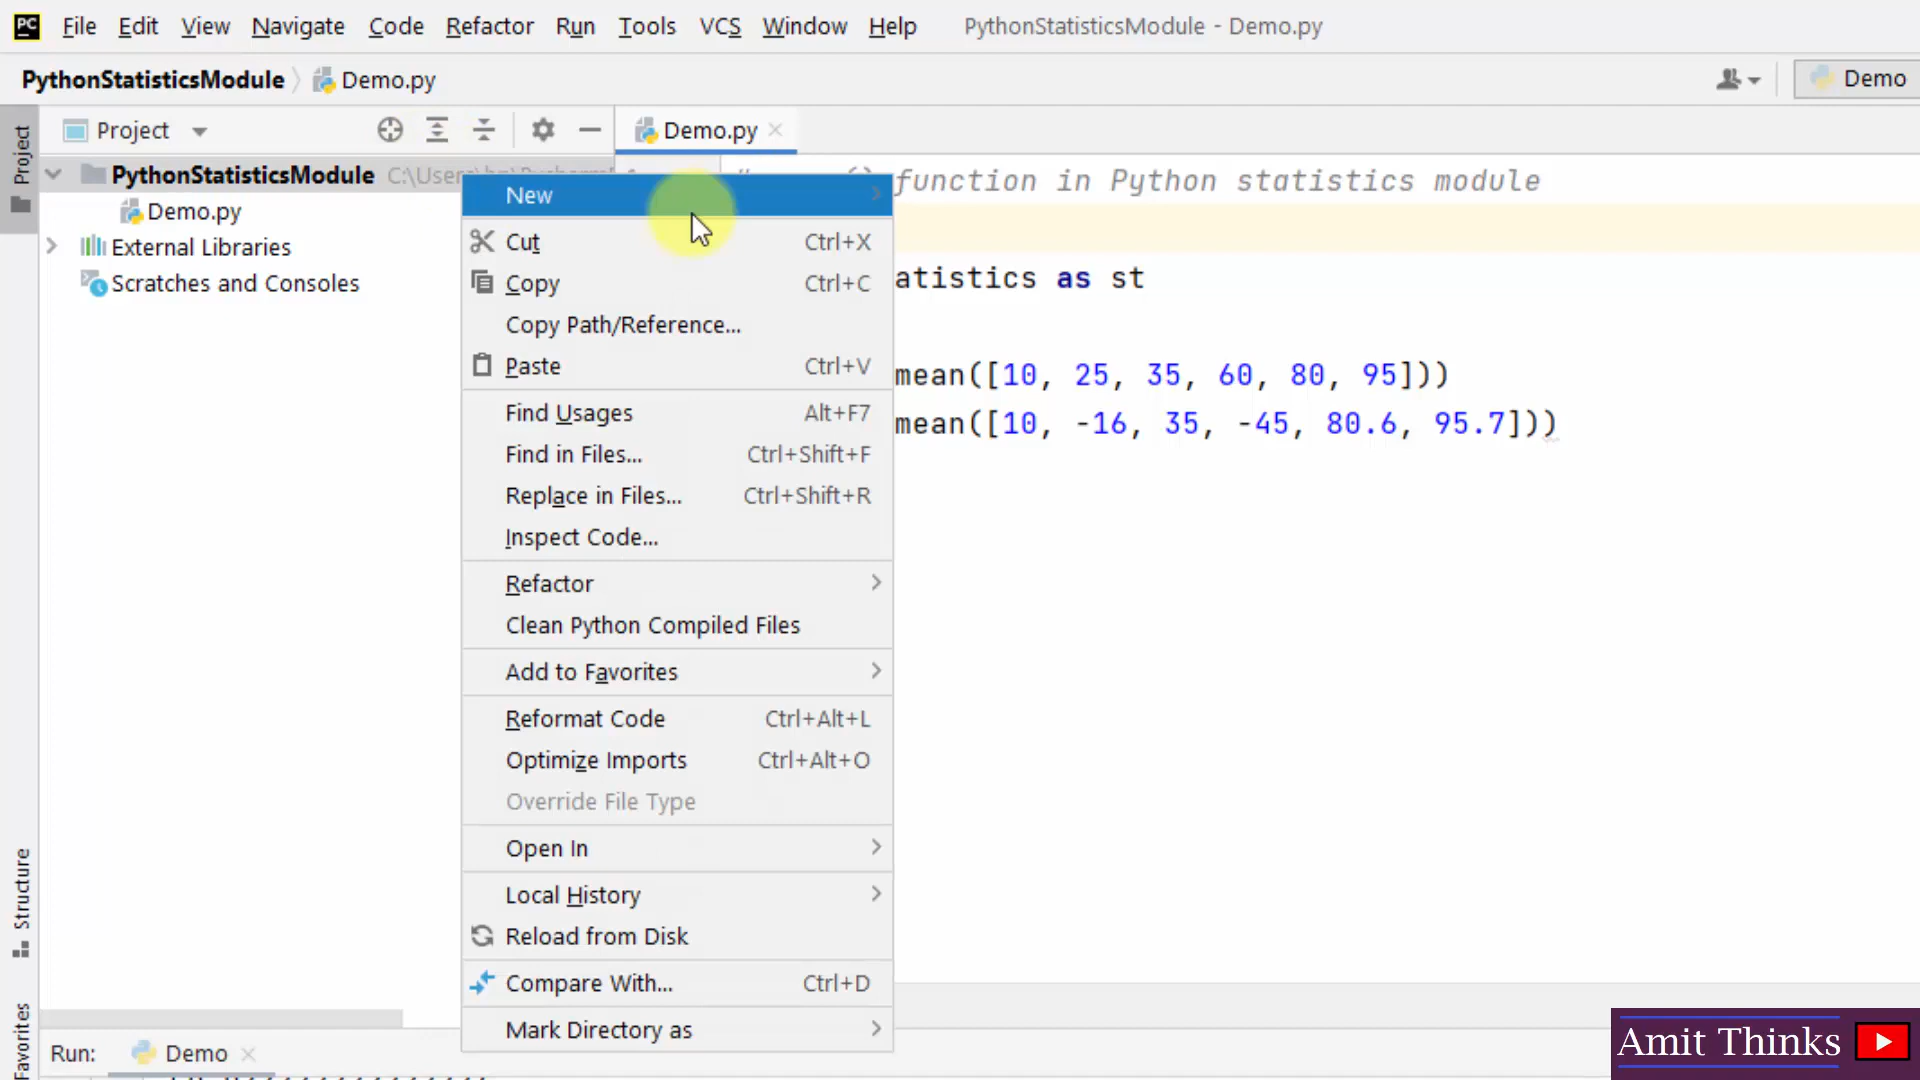 PC File Edit View Navigate Code Refactor Run Tools VCS Window Help PythonStatisticsModule - Demo.py
PythonStatisticsModule Demo.py Demo
Project Demo.py
Project
PythonStatisticsModule
Demo.py
External Libraries
Scratches and Consoles
function in Python statistics module
atistics as st
mean([10, 25, 35, 60, 80, 95]))
mean([10, -16, 35, -45, 80.6, 95.7]))
New
Cut Ctrl+X
Copy Ctrl+C
Copy Path/Reference...
Paste Ctrl+V
Find Usages Alt+F7
Find in Files... Ctrl+Shift+F
Replace in Files... Ctrl+Shift+R
Inspect Code...
Refactor
Clean Python Compiled Files
Add to Favorites
Reformat Code Ctrl+Alt+L
Optimize Imports Ctrl+Alt+O
Override File Type
Open In
Local History
Reload from Disk
Compare With... Ctrl+D
Mark Directory as
Structure
Favorites
Run: Demo
Amit Thinks